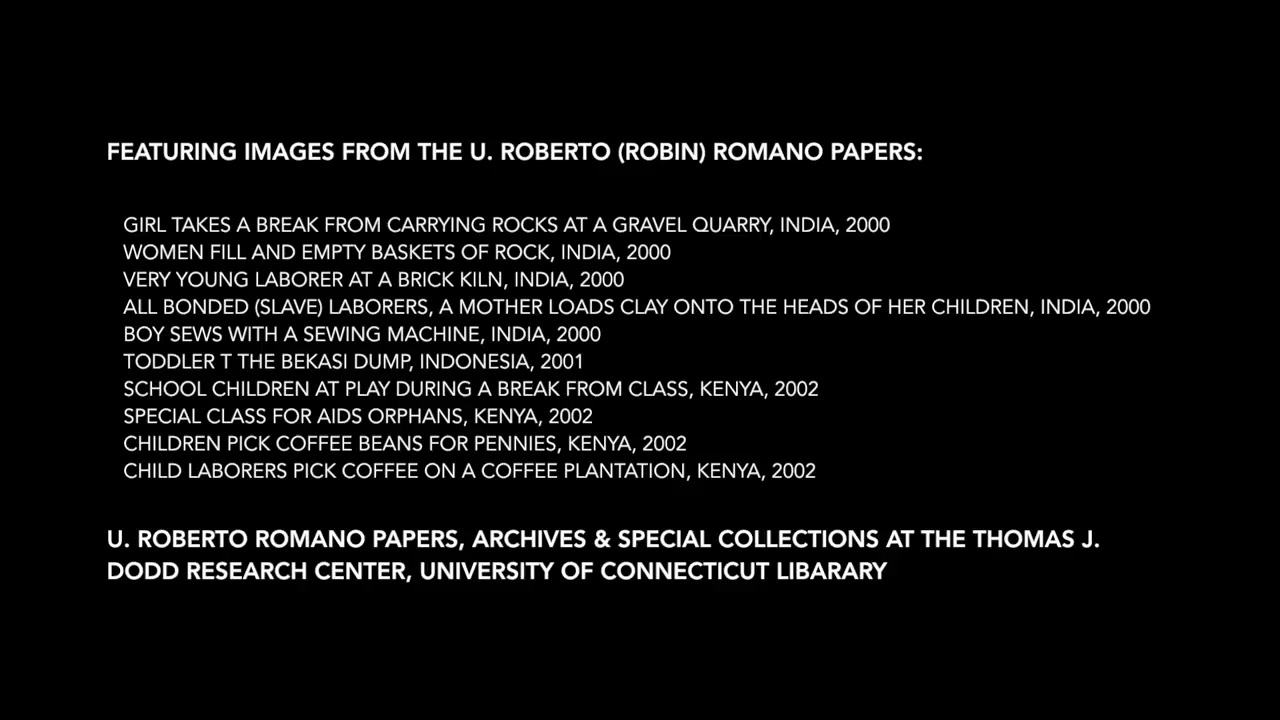 FEATURING IMAGES FROM THE U. ROBERTO (ROBIN) ROMANO PAPERS:
GIRL TAKES A BREAK FROM CARRYING ROCKS AT A GRAVEL QUARRY, INDIA, 2000
WOMEN FILL AND EMPTY BASKETS OF ROCK, INDIA, 2000
VERY YOUNG LABORER AT A BRICK KILN, INDIA, 2000
ALL BONDED (SLAVE) LABORERS, A MOTHER LOADS CLAY ONTO THE HEADS OF HER CHILDREN, INDIA, 2000
BOY SEWS WITH A SEWING MACHINE, INDIA, 2000
TODDLER T THE BEKASI DUMP, INDONESIA, 2001
SCHOOL CHILDREN AT PLAY DURING A BREAK FROM CLASS, KENYA, 2002
SPECIAL CLASS FOR AIDS ORPHANS, KENYA, 2002
CHILDREN PICK COFFEE BEANS FOR PENNIES, KENYA, 2002
CHILD LABORERS PICK COFFEE ON A COFFEE PLANTATION, KENYA, 2002
U. ROBERTO ROMANO PAPERS, ARCHIVES & SPECIAL COLLECTIONS AT THE THOMAS J.
DODD RESEARCH CENTER, UNIVERSITY OF CONNECTICUT LIBARARY